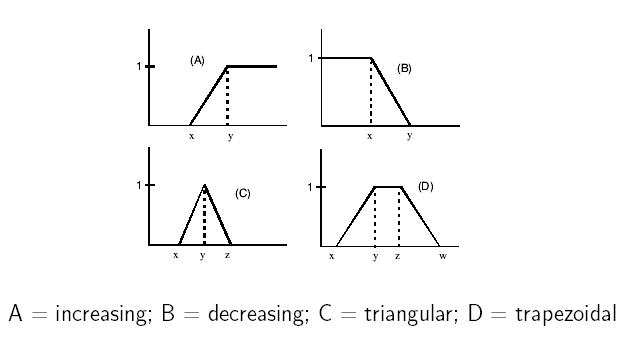 (A)
1
x y
(B)
1
x y
(C)
1
x y z
(D)
1
x y z w
A = increasing; B = decreasing; C = triangular; D = trapezoidal